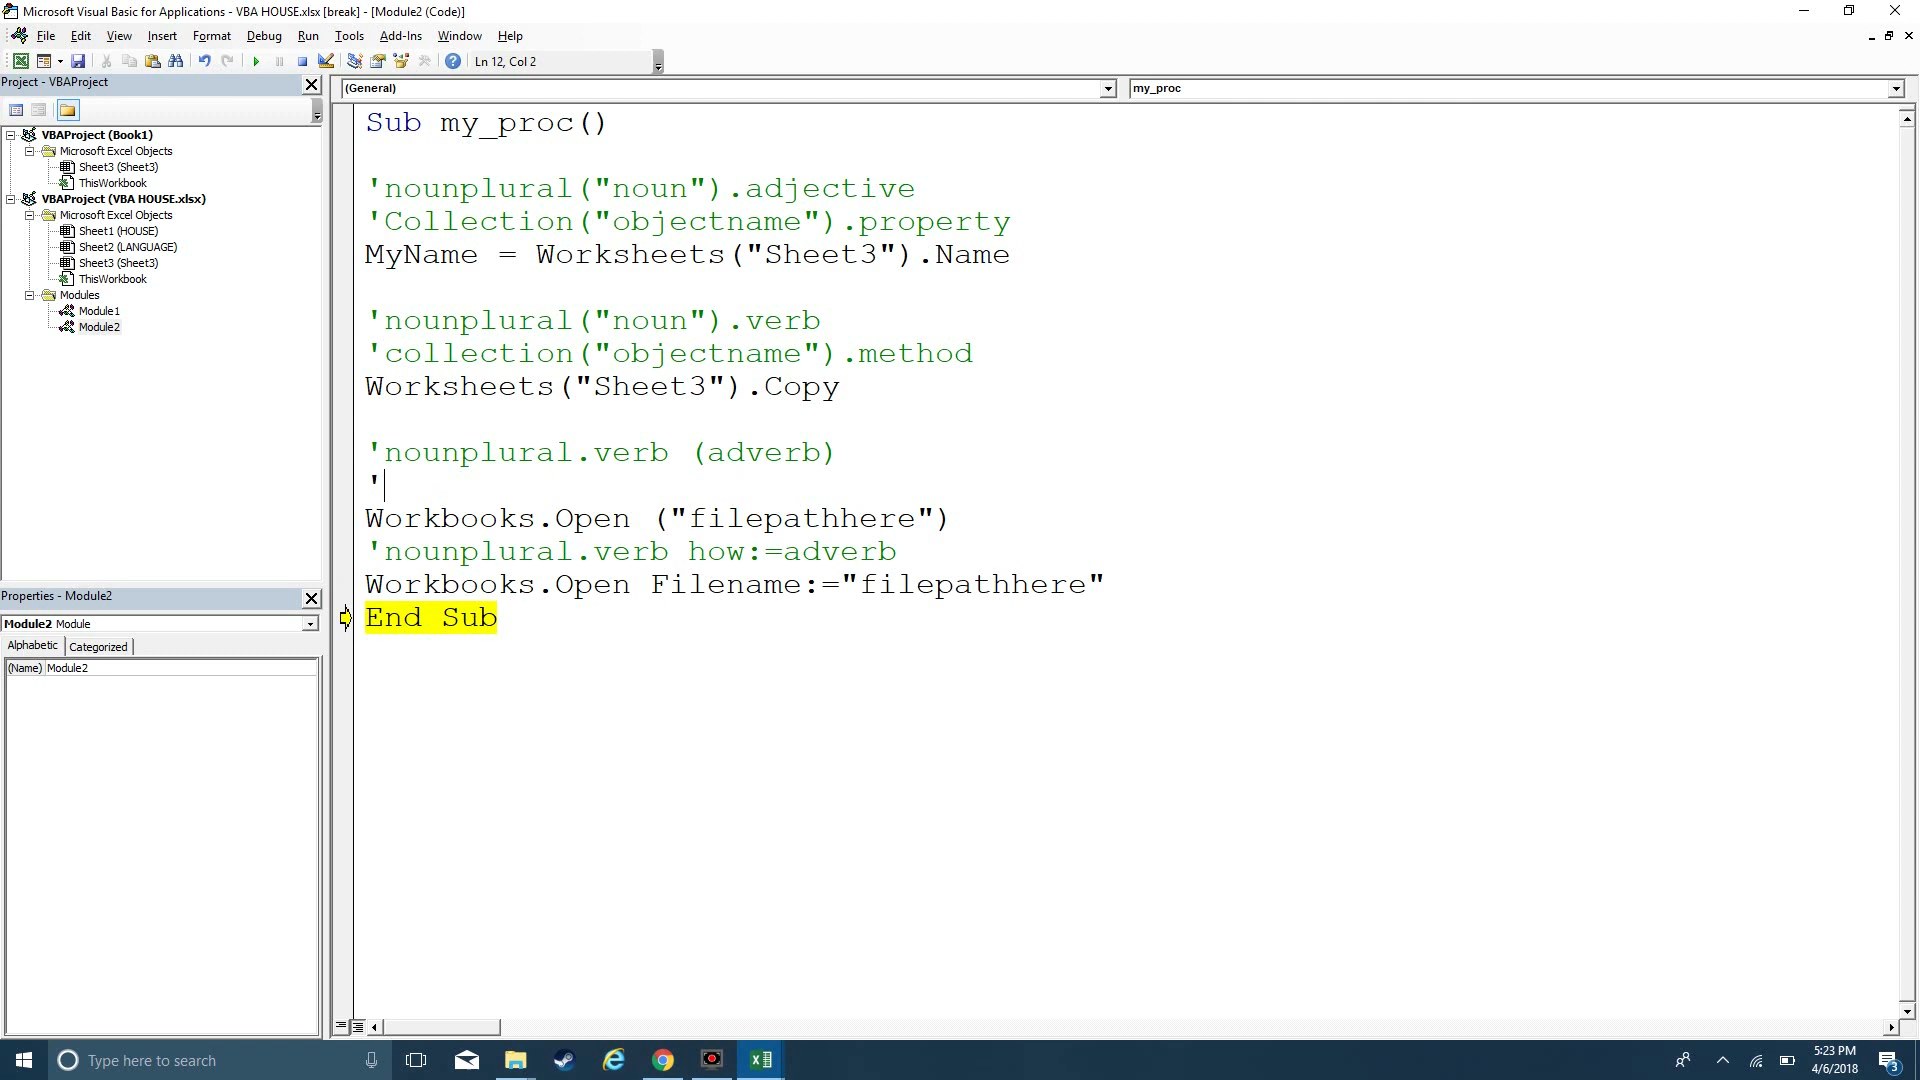 Microsoft Visual Basic for Applications - VBA HOUSE.xlsx [break] - [Module2 (Code)]
File Edit View Insert Format Debug Run Tools Add-Ins Window Help
Ln 12, Col 2
Project - VBAProject
(General)
my_proc
VBAProject (Book1)
Microsoft Excel Objects
Sheet3 (Sheet3)
ThisWorkbook
VBAProject (VBA HOUSE.xlsx)
Microsoft Excel Objects
Sheet1 (HOUSE)
Sheet2 (LANGUAGE)
Sheet3 (Sheet3)
ThisWorkbook
Modules
Module1
Module2
Properties - Module2
Module2 Module
Alphabetic Categorized
(Name) Module2
Sub my_proc()
'nounplural("noun").adjective
'Collection("objectname").property
MyName = Worksheets("Sheet3").Name
'nounplural("noun").verb
'collection("objectname").method
Worksheets("Sheet3").Copy
'nounplural.verb (adverb)
'
Workbooks.Open ("filepathhere")
'nounplural.verb how:=adverb
Workbooks.Open Filename:="filepathhere"
End Sub
Type here to search
5:23 PM
4/6/2018
3